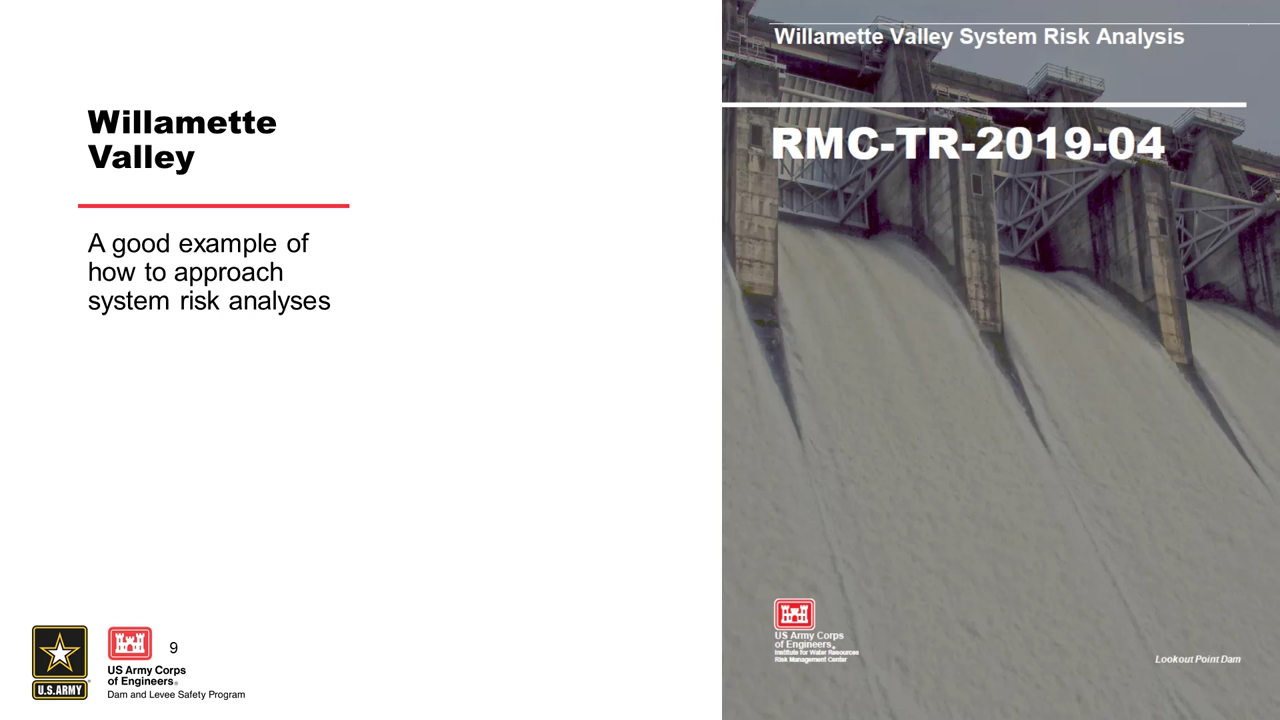 Willamette
Valley
A good example of
how to approach
system risk analyses
U.S.ARMY
9
US Army Corps
of Engineers®
Dam and Levee Safety Program
Willamette Valley System Risk Analysis
RMC-TR-2019-04
US Army Corps
of Engineers®
Institute for Water Resources
Risk Management Center
Lookout Point Dam